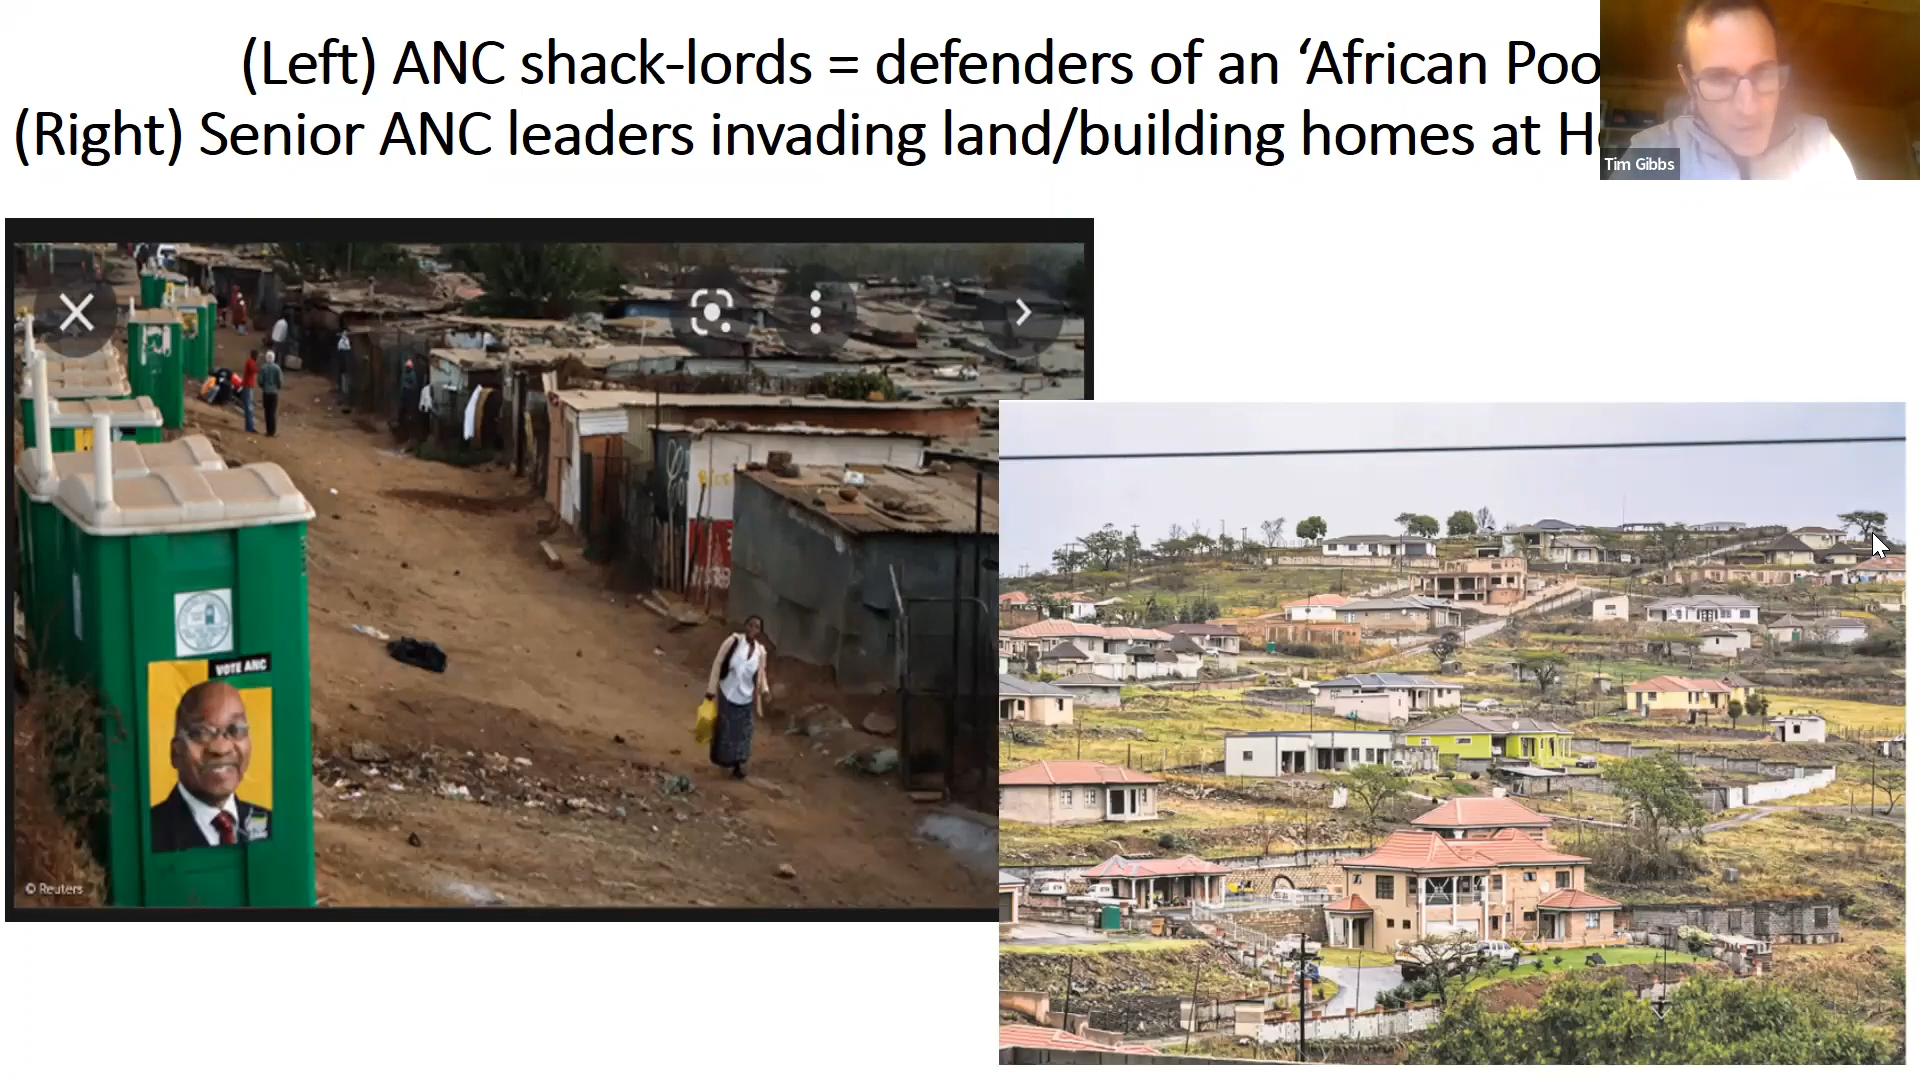 (Left) ANC shack-lords = defenders of an ‘African Poo
(Right) Senior ANC leaders invading land/building homes at H
Tim Gibbs
VOTE ANC
© Reuters